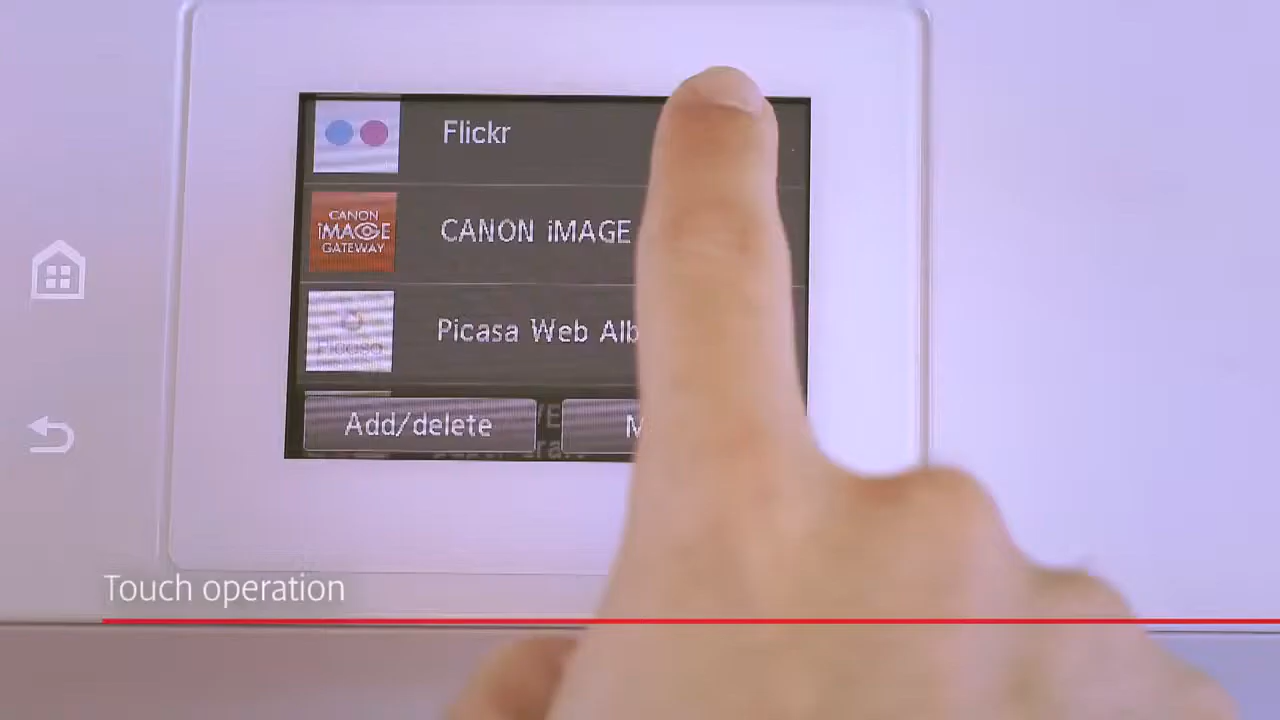 Flickr
CANON
iMAGE
GATEWAY
CANON iMAGE
Picasa Web Alb
Add/delete
M
Touch operation